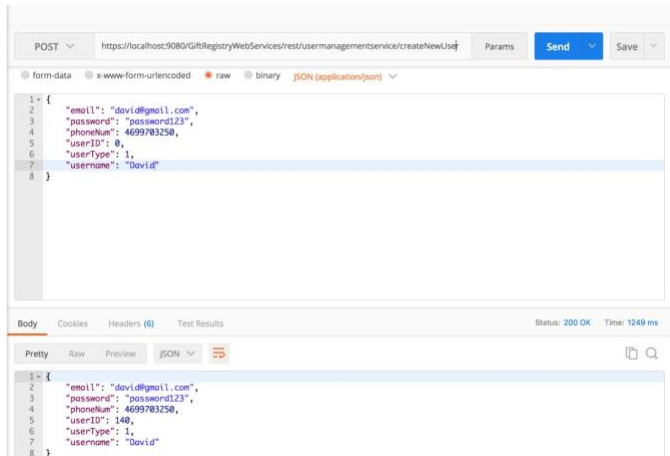 POST https://localhost:9080/GiftRegistryWebServices/rest/usermanagementservice/createNewUser Params Send Save
form-data x-www-form-urlencoded raw binary JSON (application/json)
1 {
2 "email": "david@gmail.com",
3 "password": "password123",
4 "phoneNum": 4699703250,
5 "userID": 0,
6 "userType": 1,
7 "username": "David"
8 }
Body Cookies Headers (6) Test Results Status: 200 OK Time: 1249 ms
Pretty Raw Preview JSON
1 {
2 "email": "david@gmail.com",
3 "password": "password123",
4 "phoneNum": 4699703250,
5 "userID": 140,
6 "userType": 1,
7 "username": "David"
8 }